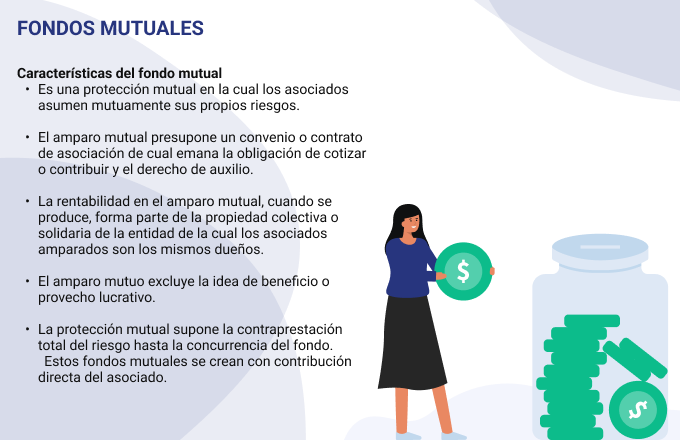 FONDOS MUTUALES
Características del fondo mutual
• Es una protección mutual en la cual los asociados
asumen mutuamente sus propios riesgos.
• El amparo mutual presupone un convenio o contrato
de asociación de cual emana la obligación de cotizar
o contribuir y el derecho de auxilio.
• La rentabilidad en el amparo mutual, cuando se
produce, forma parte de la propiedad colectiva o
solidaria de la entidad de la cual los asociados
amparados son los mismos dueños.
• El amparo mutuo excluye la idea de beneficio o
provecho lucrativo.
• La protección mutual supone la contraprestación
total del riesgo hasta la concurrencia del fondo.
Estos fondos mutuales se crean con contribución
directa del asociado.
$
$